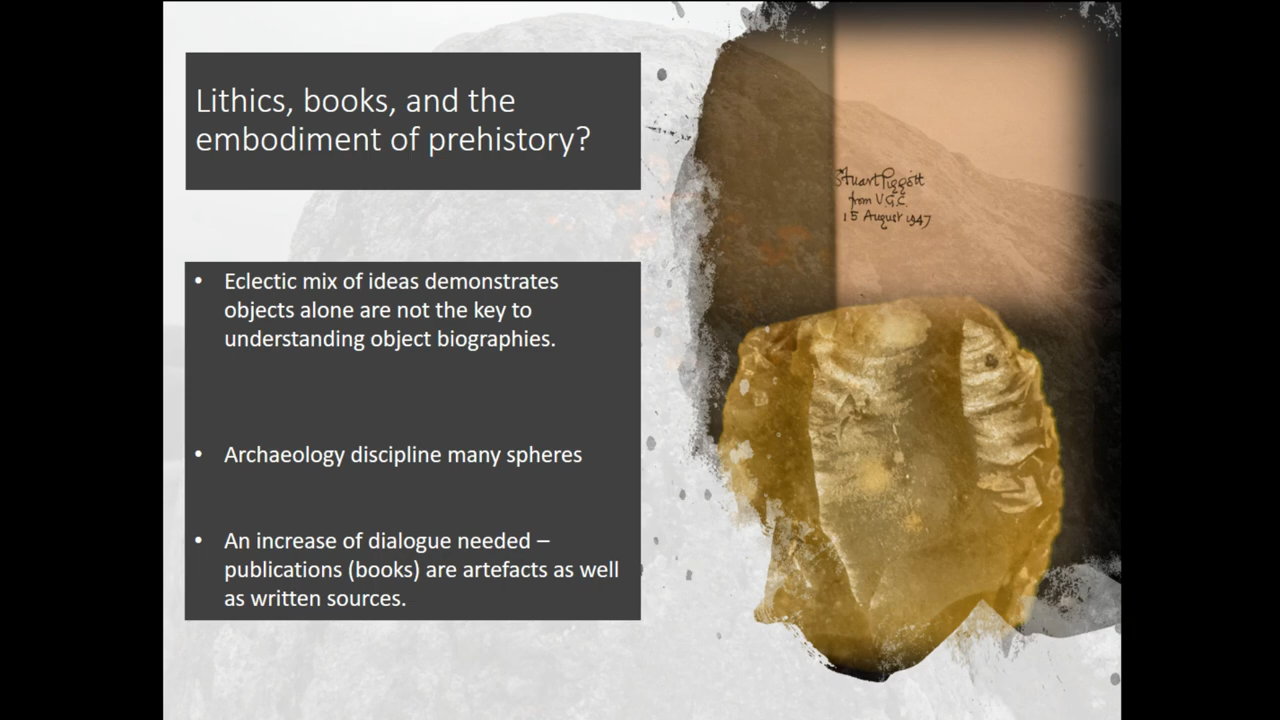 Lithics, books, and the
embodiment of prehistory?
• Eclectic mix of ideas demonstrates
objects alone are not the key to
understanding object biographies.
• Archaeology discipline many spheres
• An increase of dialogue needed –
publications (books) are artefacts as well
as written sources.
Stuart Piggott
from V.G.C.
15 August 1947